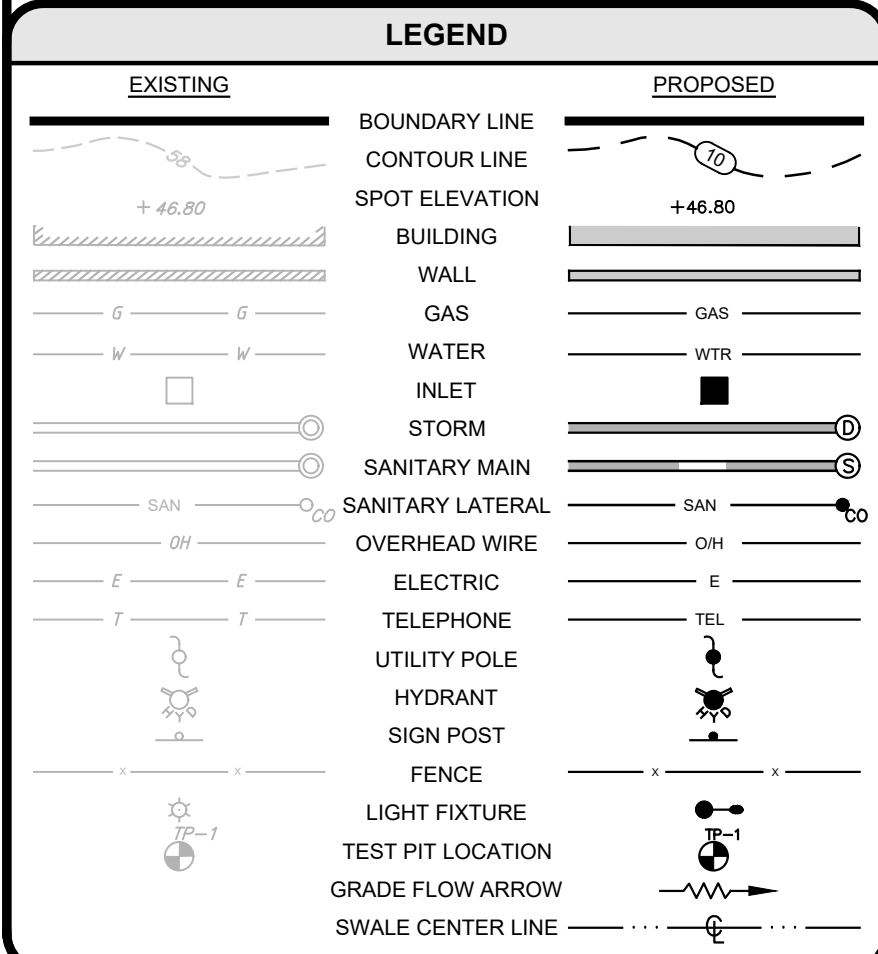 LEGEND
EXISTING PROPOSED
BOUNDARY LINE
58 CONTOUR LINE 10
+ 46.80 SPOT ELEVATION +46.80
BUILDING
WALL
G G GAS GAS
W W WATER WTR
INLET
STORM D
SANITARY MAIN S
SAN CO SANITARY LATERAL SAN CO
OH OVERHEAD WIRE O/H
E E ELECTRIC E
T T TELEPHONE TEL
UTILITY POLE
HYD HYDRANT HYD
SIGN POST
x x FENCE x x
LIGHT FIXTURE
TP-1 TEST PIT LOCATION TP-1
GRADE FLOW ARROW
SWALE CENTER LINE CL